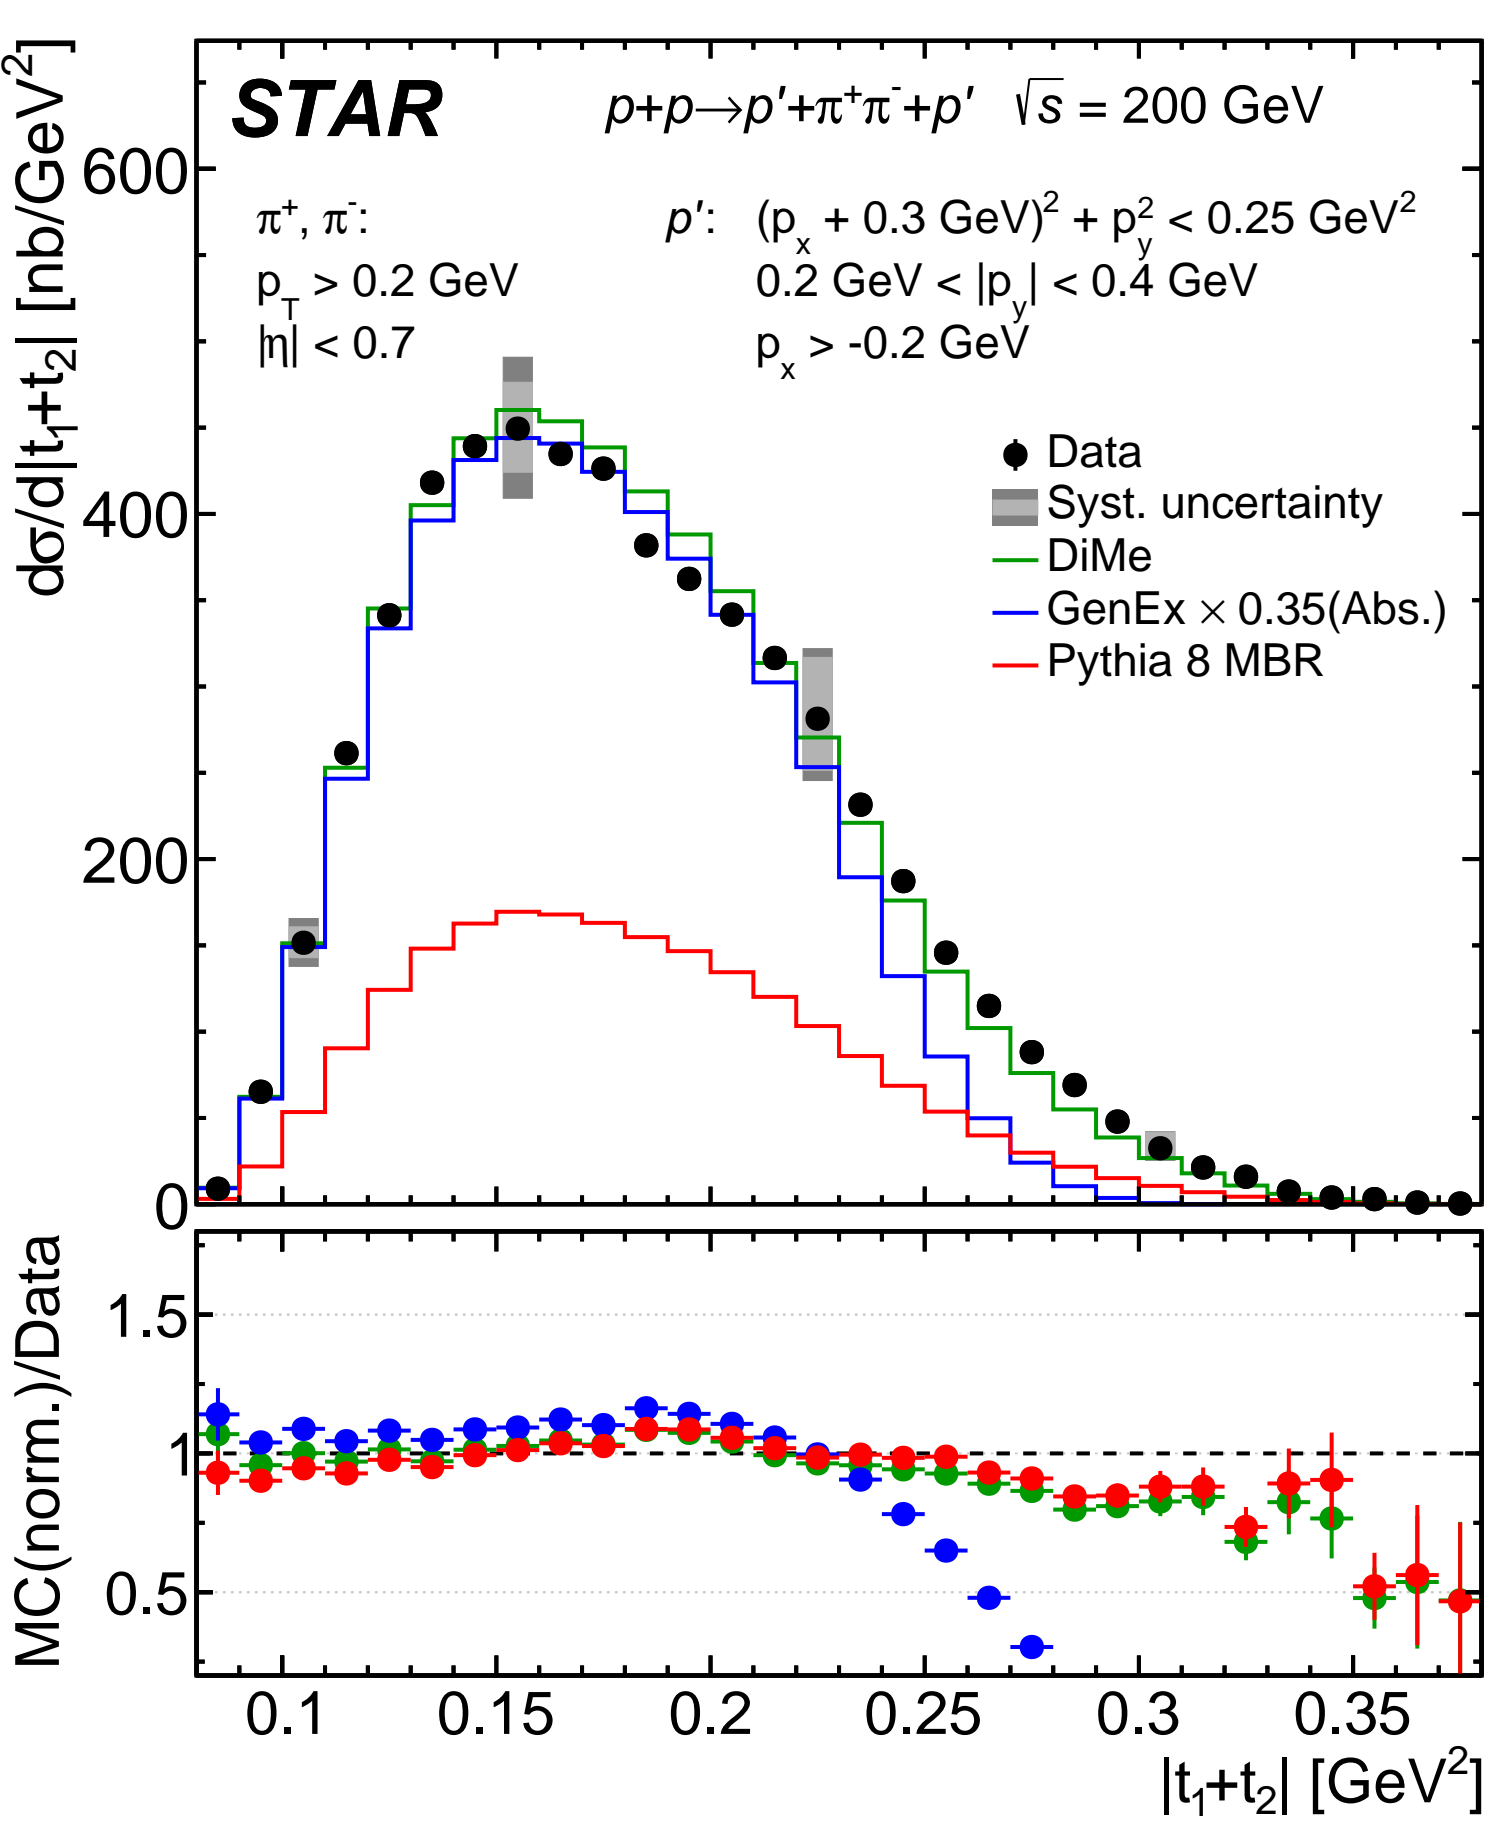 STAR p+p→p′+π⁺π⁻+p′ √s = 200 GeV
π⁺, π⁻: p′: (pₓ + 0.3 GeV)² + p_y² < 0.25 GeV²
p_T > 0.2 GeV 0.2 GeV < |p_y| < 0.4 GeV
|η| < 0.7 pₓ > -0.2 GeV
dσ/d|t₁+t₂| [nb/GeV²]
600
400
200
0
Data
Syst. uncertainty
DiMe
GenEx × 0.35(Abs.)
Pythia 8 MBR
MC(norm.)/Data
1.5
1
0.5
0.1 0.15 0.2 0.25 0.3 0.35
|t₁+t₂| [GeV²]